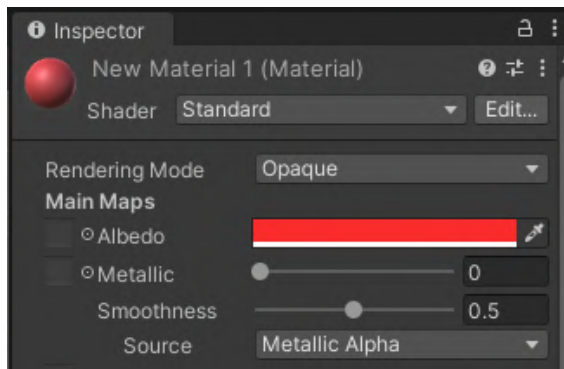 Inspector
New Material 1 (Material)
Shader Standard Edit...
Rendering Mode Opaque
Main Maps
Albedo
Metallic 0
Smoothness 0.5
Source Metallic Alpha